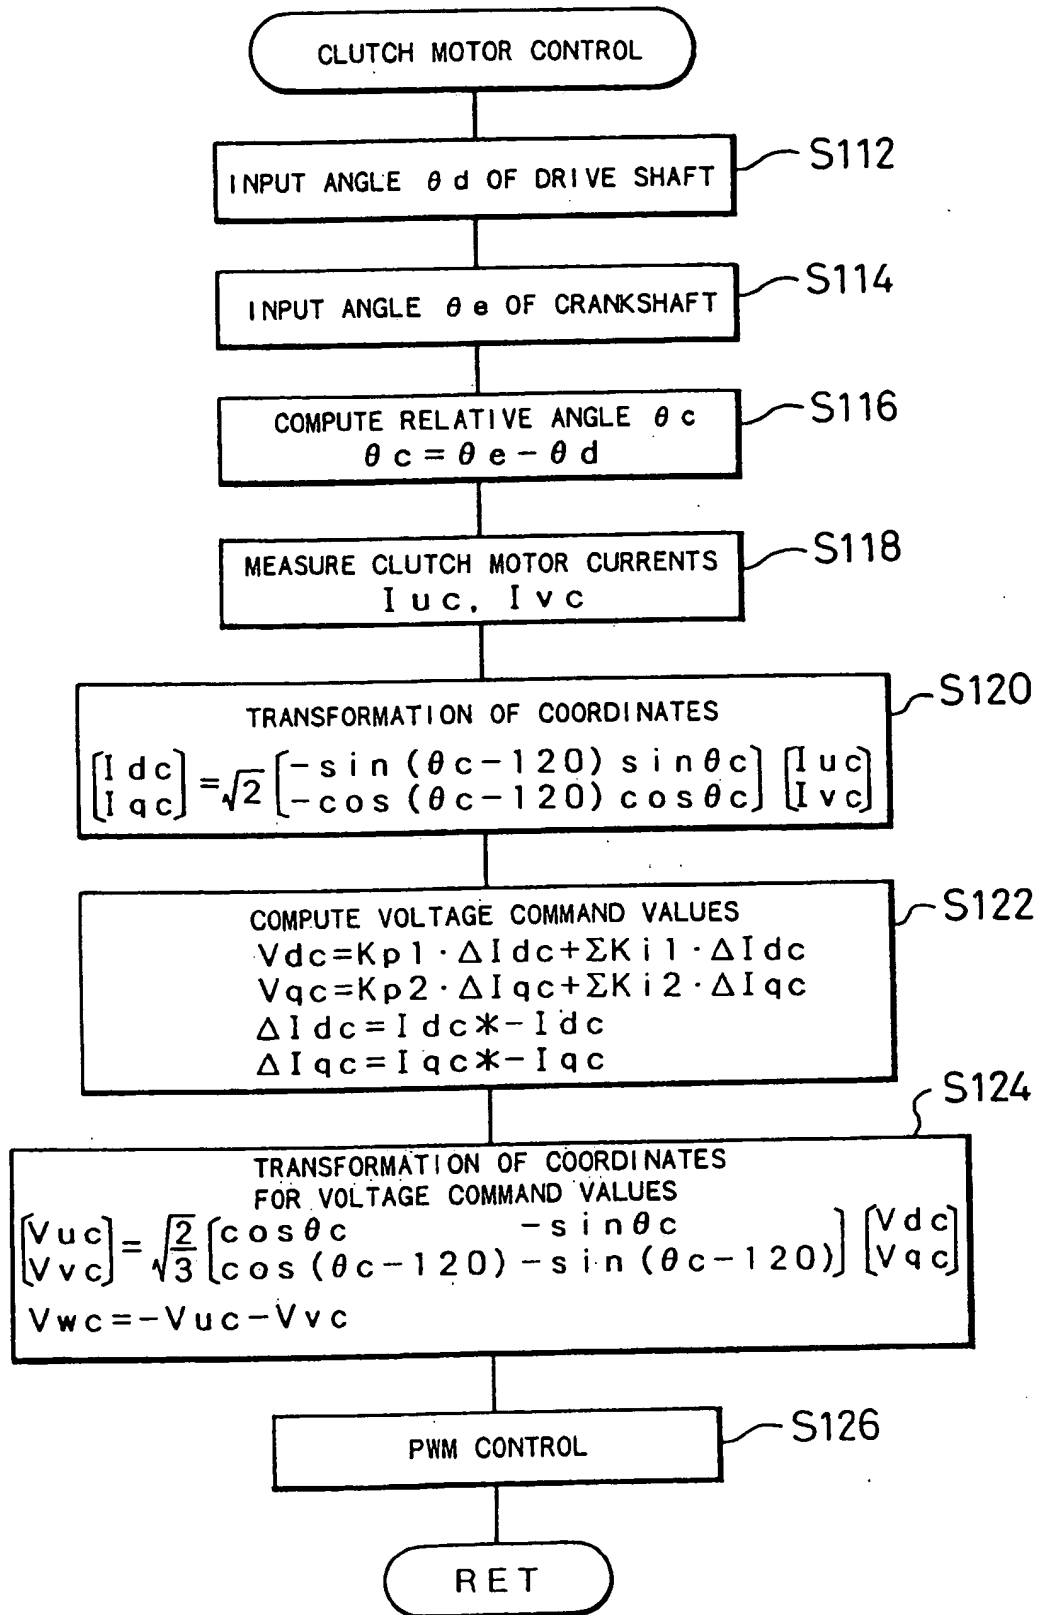 CLUTCH MOTOR CONTROL
INPUT ANGLE θd OF DRIVE SHAFT
S112
INPUT ANGLE θe OF CRANKSHAFT
S114
COMPUTE RELATIVE ANGLE θc
θc=θe-θd
S116
MEASURE CLUTCH MOTOR CURRENTS
Iuc, Ivc
S118
TRANSFORMATION OF COORDINATES
[Idc] =√2 [-sin (θc-120) sinθc] [Iuc]
[Iqc] [-cos (θc-120) cosθc] [Ivc]
S120
COMPUTE VOLTAGE COMMAND VALUES
Vdc=Kp1·ΔIdc+ΣKi1·ΔIdc
Vqc=Kp2·ΔIqc+ΣKi2·ΔIqc
ΔIdc=Idc*-Idc
ΔIqc=Iqc*-Iqc
S122
TRANSFORMATION OF COORDINATES
FOR VOLTAGE COMMAND VALUES
[Vuc] = √2/3 [cosθc -sinθc] [Vdc]
[Vvc] [cos (θc-120) -sin (θc-120)] [Vqc]
Vwc=-Vuc-Vvc
S124
PWM CONTROL
S126
RET